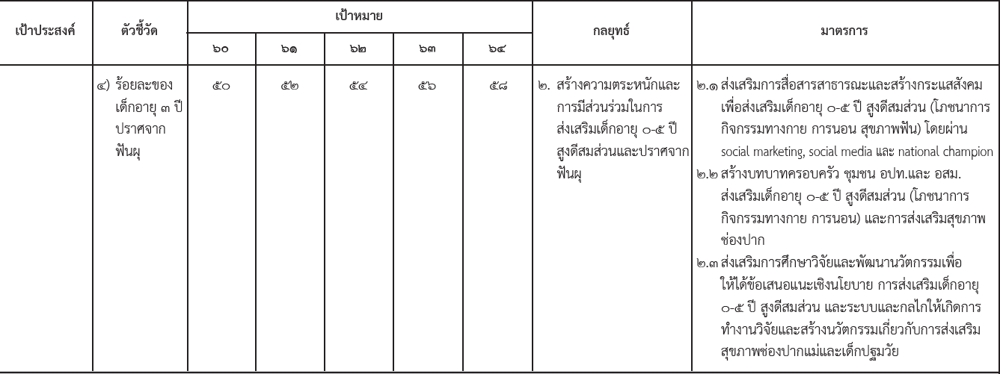 เป้าประสงค์
ตัวชี้วัด
เป้าหมาย
๖๐ ๖๑ ๖๒ ๖๓ ๖๔
กลยุทธ์
มาตรการ
๔) ร้อยละของ
เด็กอายุ ๓ ปี
ปราศจาก
ฟันผุ
๕๐ ๕๒ ๕๔ ๕๖ ๕๘
๒. สร้างความตระหนักและ
การมีส่วนร่วมในการ
ส่งเสริมเด็กอายุ ๐-๕ ปี
สูงดีสมส่วนและปราศจาก
ฟันผุ
๒.๑ ส่งเสริมการสื่อสารสาธารณะและสร้างกระแสสังคม
เพื่อส่งเสริมเด็กอายุ ๐-๕ ปี สูงดีสมส่วน (โภชนาการ
กิจกรรมทางกาย การนอน สุขภาพฟัน) โดยผ่าน
social marketing, social media และ national champion
๒.๒ สร้างบทบาทครอบครัว ชุมชน อปท.และ อสม.
ส่งเสริมเด็กอายุ ๐-๕ ปี สูงดีสมส่วน (โภชนาการ
กิจกรรมทางกาย การนอน) และการส่งเสริมสุขภาพ
ช่องปาก
๒.๓ ส่งเสริมการศึกษาวิจัยและพัฒนานวัตกรรมเพื่อ
ให้ได้ข้อเสนอแนะเชิงนโยบาย การส่งเสริมเด็กอายุ
๐-๕ ปี สูงดีสมส่วน และระบบและกลไกให้เกิดการ
ทำงานวิจัยและสร้างนวัตกรรมเกี่ยวกับการส่งเสริม
สุขภาพช่องปากแม่และเด็กปฐมวัย